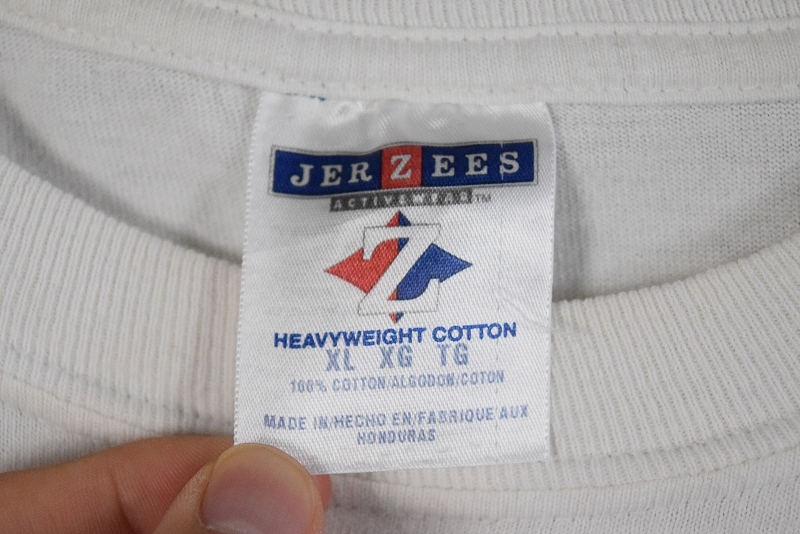 JERZEES
ACTIVEWEAR™
Z
HEAVYWEIGHT COTTON
XL XG TG
100% COTTON/ALGODON/COTON
MADE IN/HECHO EN/FABRIQUE AUX
HONDURAS